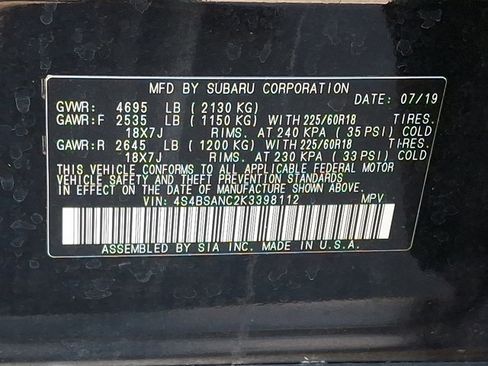 MFD BY SUBARU CORPORATION
GVWR: 4695 LB (2130 KG) DATE: 07/19
GAWR:F 2535 LB (1150 KG) WITH 225/60R18 TIRES.
18X7J RIMS. AT 240 KPA (35 PSI) COLD
GAWR:R 2645 LB (1200 KG) WITH 225/60R18 TIRES.
18X7J RIMS. AT 230 KPA (33 PSI) COLD
THIS VEHICLE CONFORMS TO ALL APPLICABLE FEDERAL MOTOR
VEHICLE SAFETY AND THEFT PREVENTION STANDARDS
IN EFFECT ON THE DATE OF MANUFACTURE SHOWN ABOVE.
VIN: 4S4BSANC2K3398112 MPV
ASSEMBLED BY SIA INC. MADE IN U.S.A.